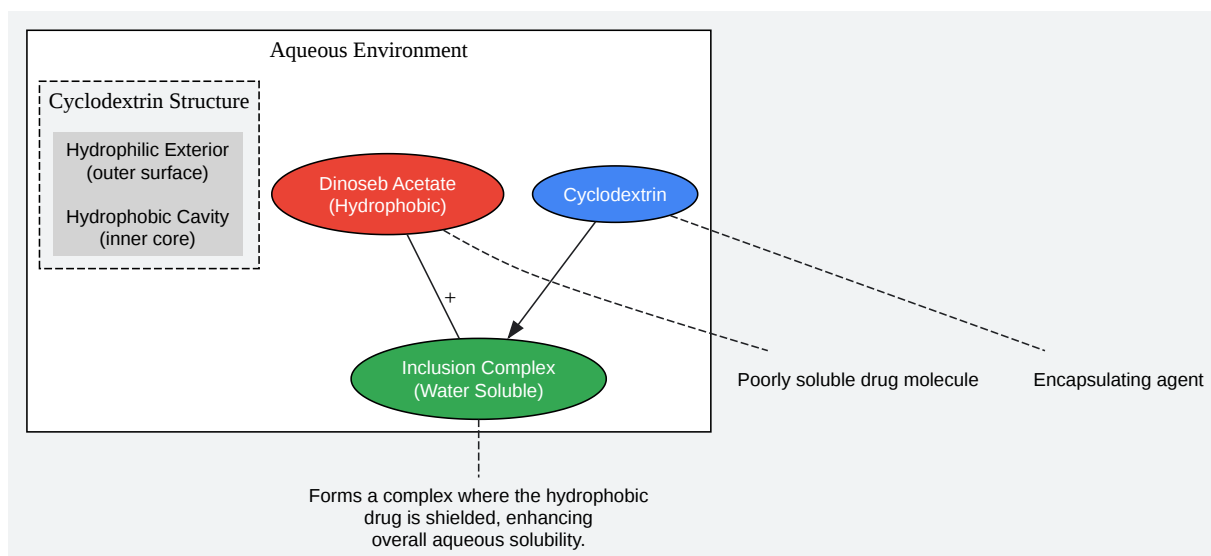 Aqueous Environment
Cyclodextrin Structure
Hydrophilic Exterior
(outer surface)
Hydrophobic Cavity
(inner core)
Dinoseb Acetate
(Hydrophobic)
Cyclodextrin
+
Inclusion Complex
(Water Soluble)
Poorly soluble drug molecule
Encapsulating agent
Forms a complex where the hydrophobic
drug is shielded, enhancing
overall aqueous solubility.